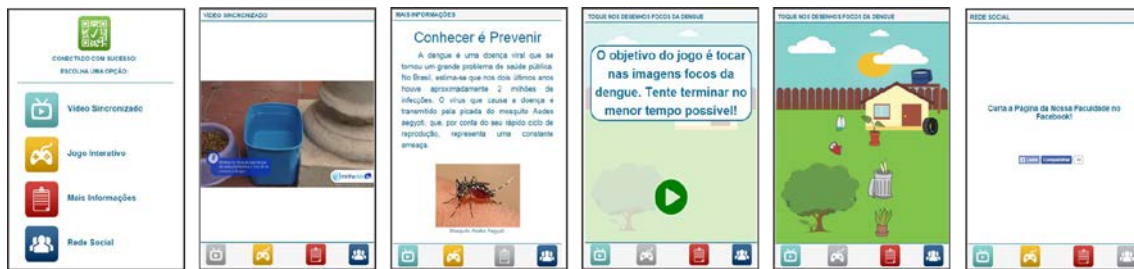 CONECTADO COM SUCESSO!
ESCOLHA UMA OPÇÃO:
Vídeo Sincronizado
Jogo Interativo
Mais Informações
Rede Social
VÍDEO SINCRONIZADO
MAIS INFORMAÇÕES
Conhecer é Prevenir
A dengue é uma doença viral que se
tornou um grande problema de saúde pública.
No Brasil, estima-se que nos dois últimos anos
houve aproximadamente 2 milhões de
infecções. O vírus que causa a doença é
transmitido pela picada do mosquito Aedes
aegypti, que, por conta do seu rápido ciclo de
reprodução, representa uma constante
ameaça.
Mosquito Aedes Aegypti
TOQUE NOS DESENHOS FOCOS DA DENGUE
O objetivo do jogo é tocar
nas imagens focos da
dengue. Tente terminar no
menor tempo possível!
TOQUE NOS DESENHOS FOCOS DA DENGUE
REDE SOCIAL
Curta a Página da Nossa Faculdade no
Facebook!
Compartilhar